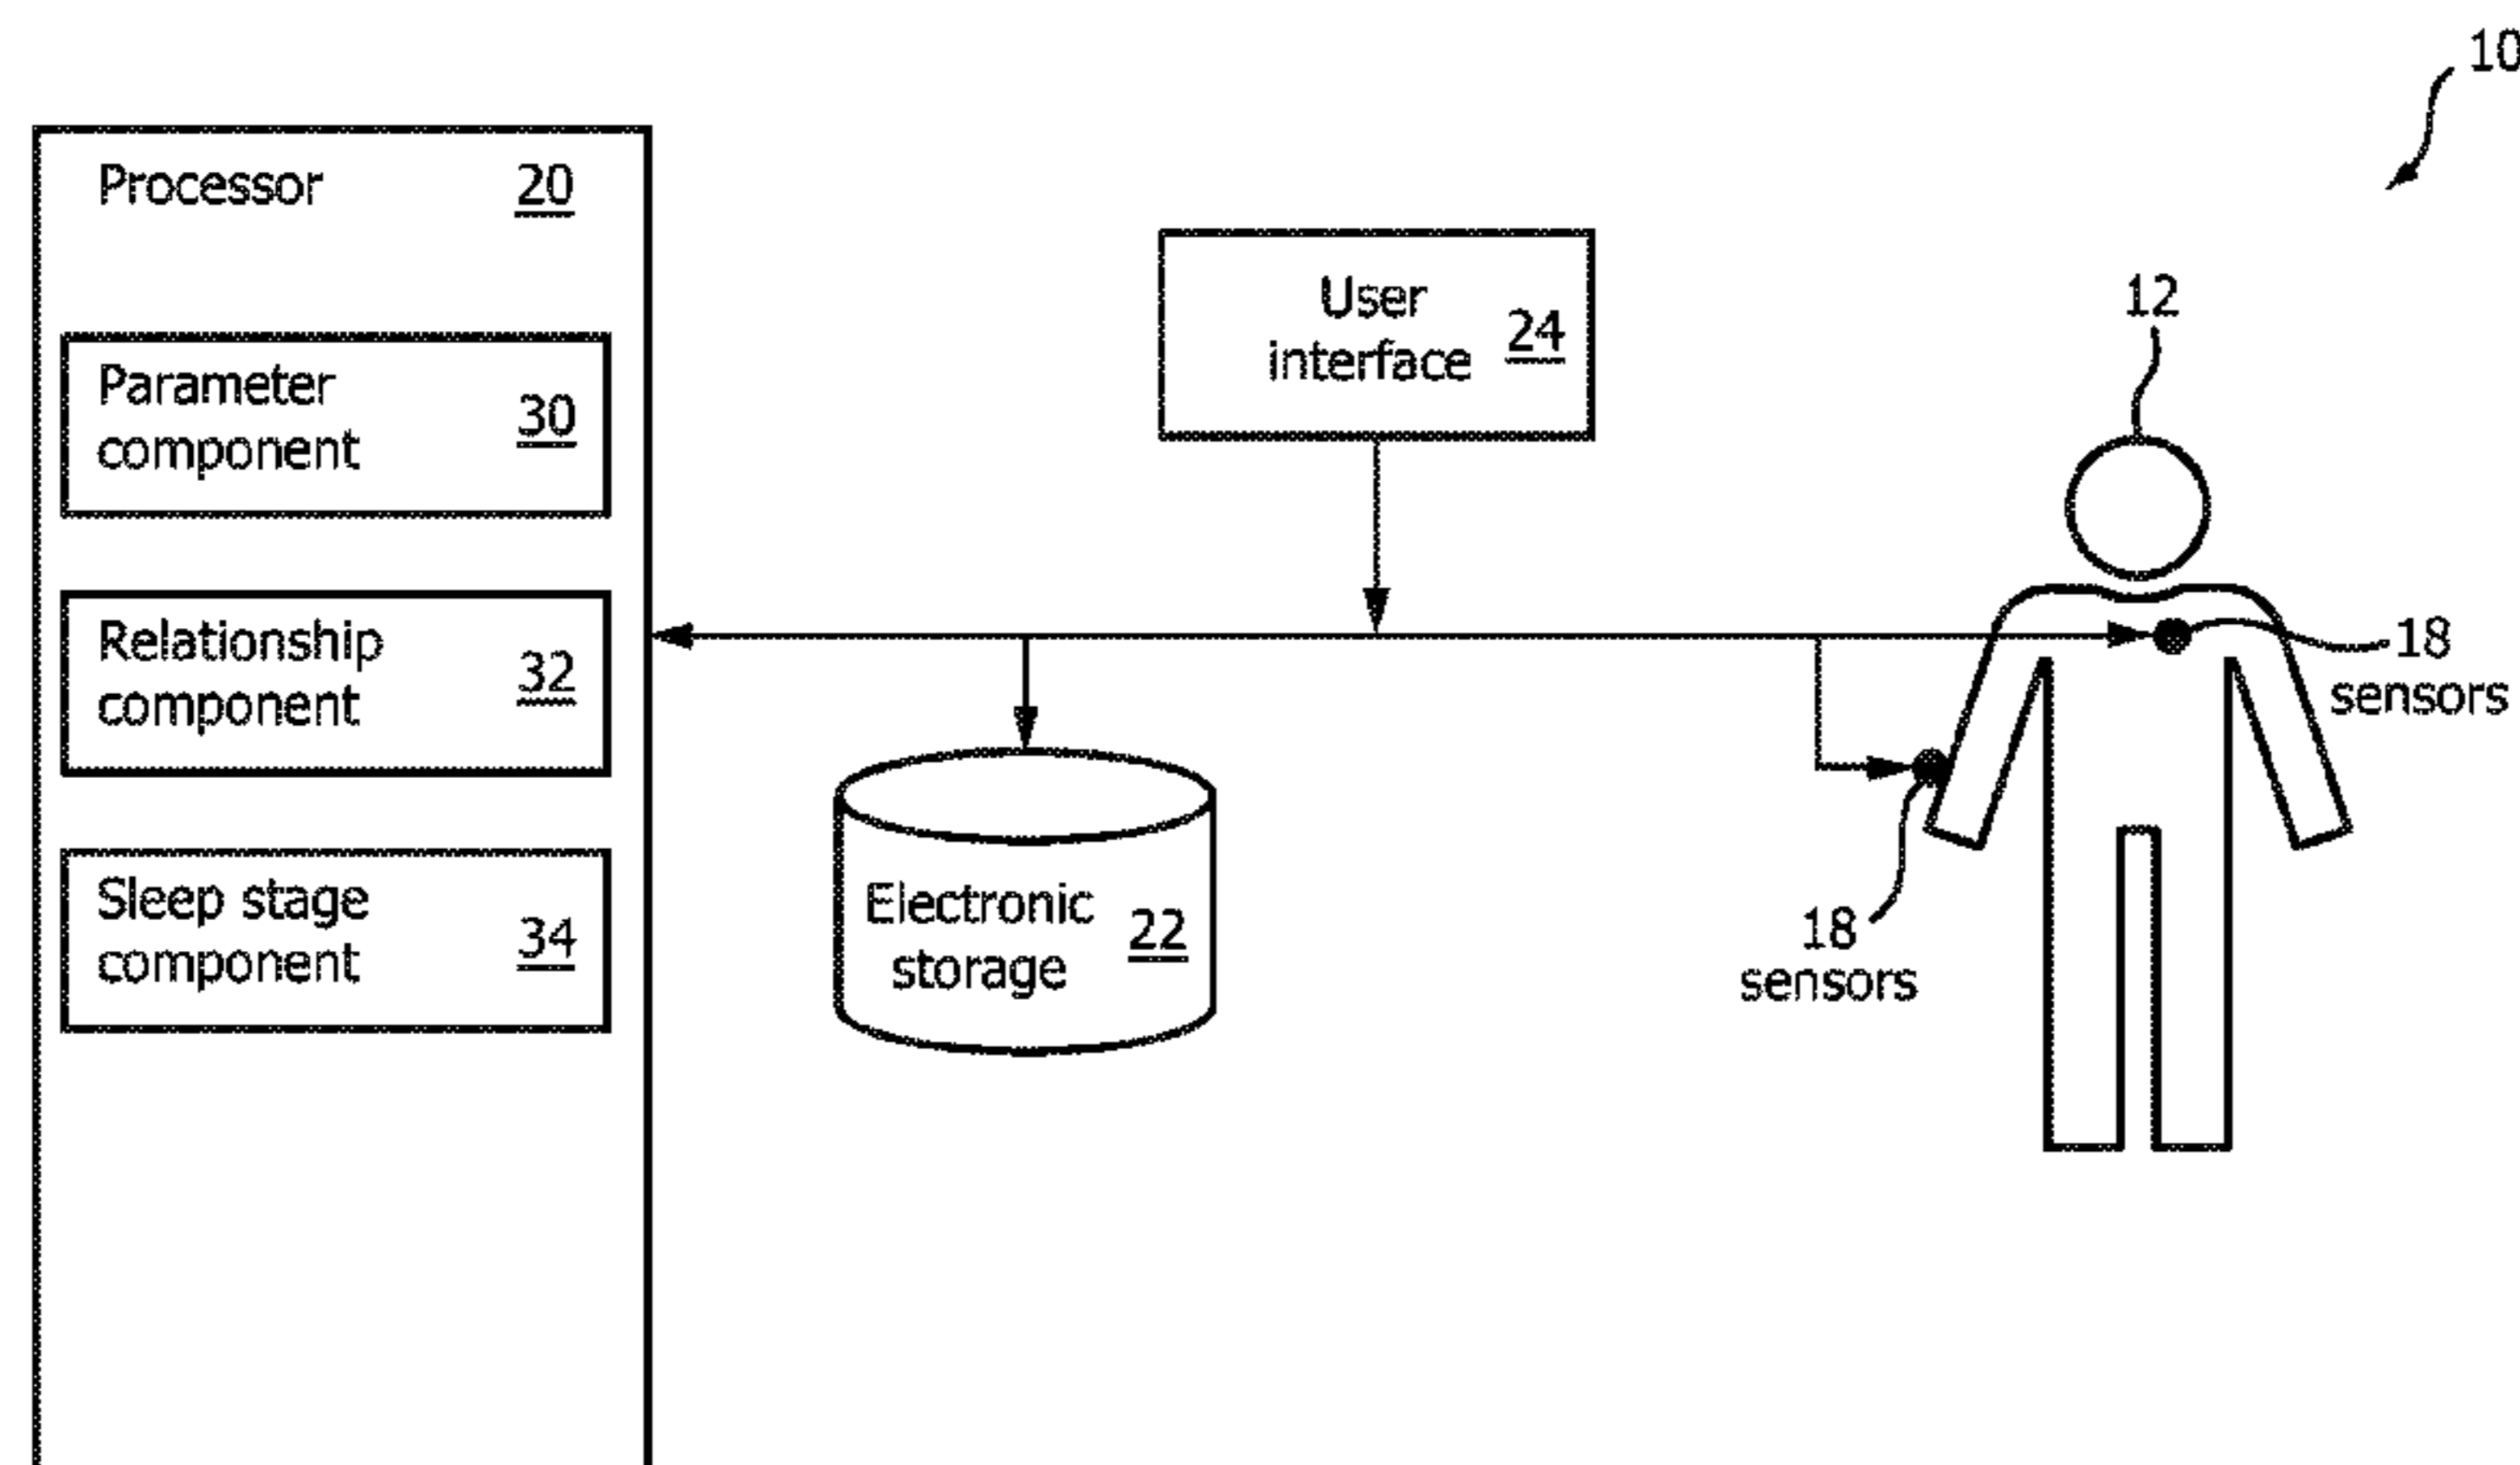 10
Processor 20
Parameter
component 30
Relationship
component 32
Sleep stage
component 34
User
interface 24
Electronic
storage 22
12
18
sensors
18
sensors